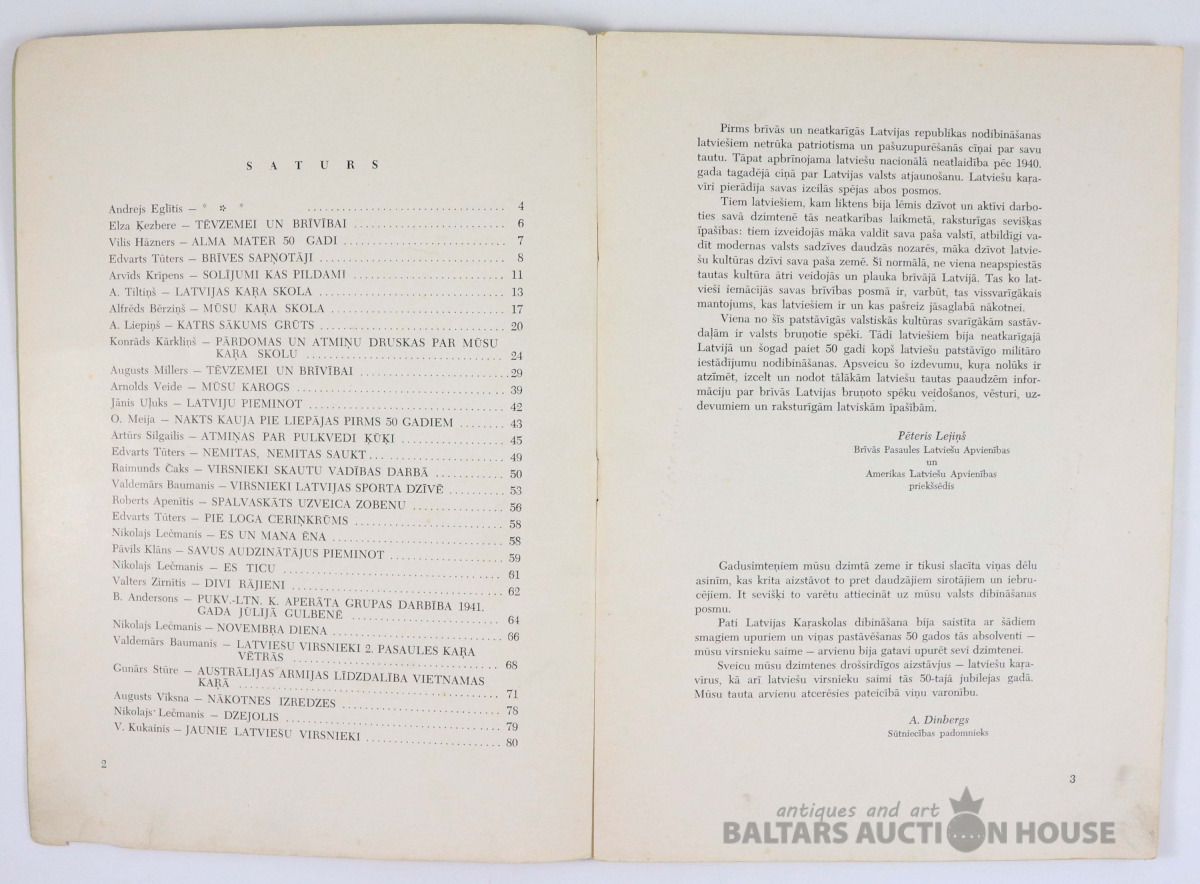 SATURS
Andrejs Eglītis — * * * ........ 4
Elza Ķezbere — TĒVZEMEI UN BRĪVĪBAI ........ 6
Vilis Hāzners — ALMA MATER 50 GADI ........ 7
Edvarts Tūters — BRĪVES SAPŅOTĀJI ........ 8
Arvīds Krīpens — SOLĪJUMI KAS PILDAMI ........ 11
A. Tiltiņš — LATVIJAS KAŖA SKOLA ........ 13
Alfrēds Bērziņš — MŪSU KAŖA SKOLA ........ 17
A. Liepiņš — KATRS SĀKUMS GRŪTS ........ 20
Konrāds Kārkliņš — PĀRDOMAS UN ATMIŅU DRUSKAS PAR MŪSU
KAŖA SKOLU ........ 24
Augusts Millers — TĒVZEMEI UN BRĪVĪBAI ........ 29
Arnolds Veide — MŪSU KAROGS ........ 39
Jānis Uļuks — LATVJU PIEMINOT ........ 42
O. Meija — NAKTS KAUJA PIE LIEPĀJAS PIRMS 50 GADIEM ........ 43
Artūrs Silgailis — ATMIŅAS PAR PULKVEDI ĶŪĶI ........ 45
Edvarts Tūters — NEMITAS, NEMITAS SAUKT ........ 49
Raimunds Čaks — VIRSNIEKI SKAUTU VADĪBAS DARBĀ ........ 50
Valdemārs Baumanis — VIRSNIEKI LATVIJAS SPORTA DZĪVĒ ........ 53
Roberts Apenītis — SPALVASKĀTS UZVEICA ZOBENU ........ 56
Edvarts Tūters — PIE LOGA CERIŅKRŪMS ........ 58
Nikolajs Lečmanis — ES UN MANA ĒNA ........ 58
Pāvils Klāns — SAVUS AUDZINĀTĀJUS PIEMINOT ........ 59
Nikolajs Lečmanis — ES TICU ........ 61
Valters Zirnītis — DIVI RĀJIENI ........ 62
B. Andersons — PUKV.-LTN. K. APERĀTA GRUPAS DARBĪBA 1941.
GADA JŪLIJĀ GULBENĒ ........ 64
Nikolajs Lečmanis — NOVEMBŖA DIENA ........ 66
Valdemārs Baumanis — LATVIEŠU VIRSNIEKI 2. PASAULES KAŖA
VĒTRĀS ........ 68
Gunārs Stūre — AUSTRĀLIJAS ARMIJAS LĪDZDALĪBA VIETNAMAS
KAŖĀ ........ 71
Augusts Vīksna — NĀKOTNES IZREDZES ........ 78
Nikolajs Lečmanis — DZEJOLIS ........ 79
V. Kukainis — JAUNIE LATVIEŠU VIRSNIEKI ........ 80
2
Pirms brīvās un neatkarīgās Latvijas republikas nodibināšanas
latviešiem netrūka patriotisma un pašuzupurēšanās cīņai par savu
tautu. Tāpat apbrīnojama latviešu nacionālā neatlaidība pēc 1940.
gada tagadējā cīņā par Latvijas valsts atjaunošanu. Latviešu kaŗa-
vīri pierādīja savas izcilās spējas abos posmos.
Tiem latviešiem, kam liktens bija lēmis dzīvot un aktīvi darbo-
ties savā dzimtenē tās neatkarības laikmetā, raksturīgas sevišķas
īpašības: tiem izveidojās māka valdīt sava paša valstī, atbildīgi va-
dīt modernas valsts sadzīves daudzās nozarēs, māka dzīvot latvie-
šu kultūras dzīvi sava paša zemē. Šī normālā, ne viena neapspiestās
tautas kultūra ātri veidojās un plauka brīvajā Latvijā. Tas ko lat-
vieši iemācījās savas brīvības posmā ir, varbūt, tas vissvarīgākais
mantojums, kas latviešiem ir un kas pašreiz jāsaglabā nākotnei.
Viena no šīs patstāvīgās valstiskās kultūras svarīgākām sastāv-
daļām ir valsts bruņotie spēki. Tādi latviešiem bija neatkarīgajā
Latvijā un šogad paiet 50 gadi kopš latviešu patstāvīgo militāro
iestādījumu nodibināšanas. Apsveicu šo izdevumu, kuŗa nolūks ir
atzīmēt, izcelt un nodot tālākām latviešu tautas paaudzēm infor-
māciju par brīvās Latvijas bruņoto spēku veidošanos, vēsturi, uz-
devumiem un raksturīgām latviskām īpašībām.
Pēteris Lejiņš
Brīvās Pasaules Latviešu Apvienības
un
Amerikas Latviešu Apvienības
priekšsēdis
Gadusimteņiem mūsu dzimtā zeme ir tikusi slacīta viņas dēlu
asinīm, kas krita aizstāvot to pret daudzājiem sirotājiem un iebru-
cējiem. It sevišķi to varētu attiecināt uz mūsu valsts dibināšanas
posmu.
Pati Latvijas Kaŗaskolas dibināšana bija saistīta ar šādiem
smagiem upuriem un viņas pastāvēšanas 50 gados tās absolventi —
mūsu virsnieku saime — arvienu bija gatavi upurēt sevi dzimtenei.
Sveicu mūsu dzimtenes drošsirdīgos aizstāvjus — latviešu kaŗa-
vīrus, kā arī latviešu virsnieku saimi tās 50-tajā jubilejas gadā.
Mūsu tauta arvienu atcerēsies pateicībā viņu varonību.
A. Dinbergs
Sūtniecības padomnieks
3
antiques and art
BALTARS AUCTION HOUSE